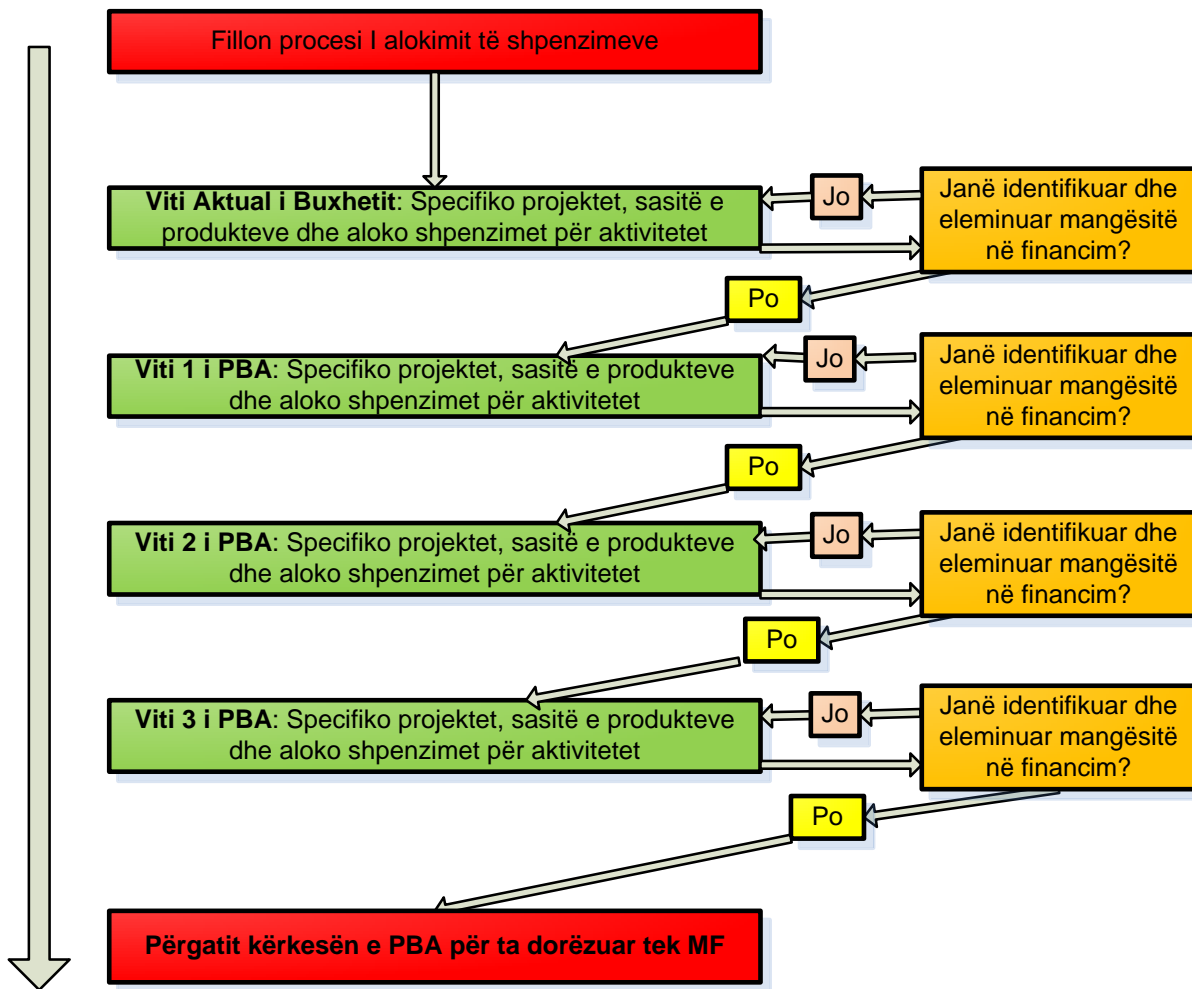 Fillon procesi I alokimit të shpenzimeve
Viti Aktual i Buxhetit: Specifiko projektet, sasitë e
produkteve dhe aloko shpenzimet për aktivitetet
Jo
Janë identifikuar dhe
eleminuar mangësitë
në financim?
Po
Viti 1 i PBA: Specifiko projektet, sasitë e produkteve
dhe aloko shpenzimet për aktivitetet
Jo
Janë identifikuar dhe
eleminuar mangësitë
në financim?
Po
Viti 2 i PBA: Specifiko projektet, sasitë e produkteve
dhe aloko shpenzimet për aktivitetet
Jo
Janë identifikuar dhe
eleminuar mangësitë
në financim?
Po
Viti 3 i PBA: Specifiko projektet, sasitë e produkteve
dhe aloko shpenzimet për aktivitetet
Jo
Janë identifikuar dhe
eleminuar mangësitë
në financim?
Po
Përgatit kërkesën e PBA për ta dorëzuar tek MF